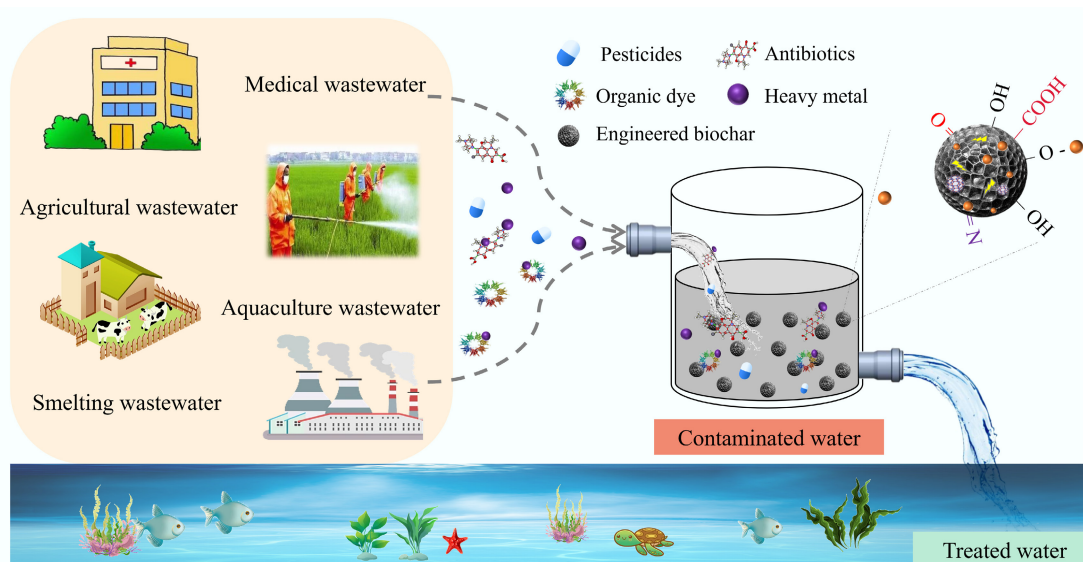 Medical wastewater
Agricultural wastewater
Aquaculture wastewater
Smelting wastewater
Pesticides
Antibiotics
Organic dye
Heavy metal
Engineered biochar
O
OH
COOH
O
OH
N
Contaminated water
Treated water